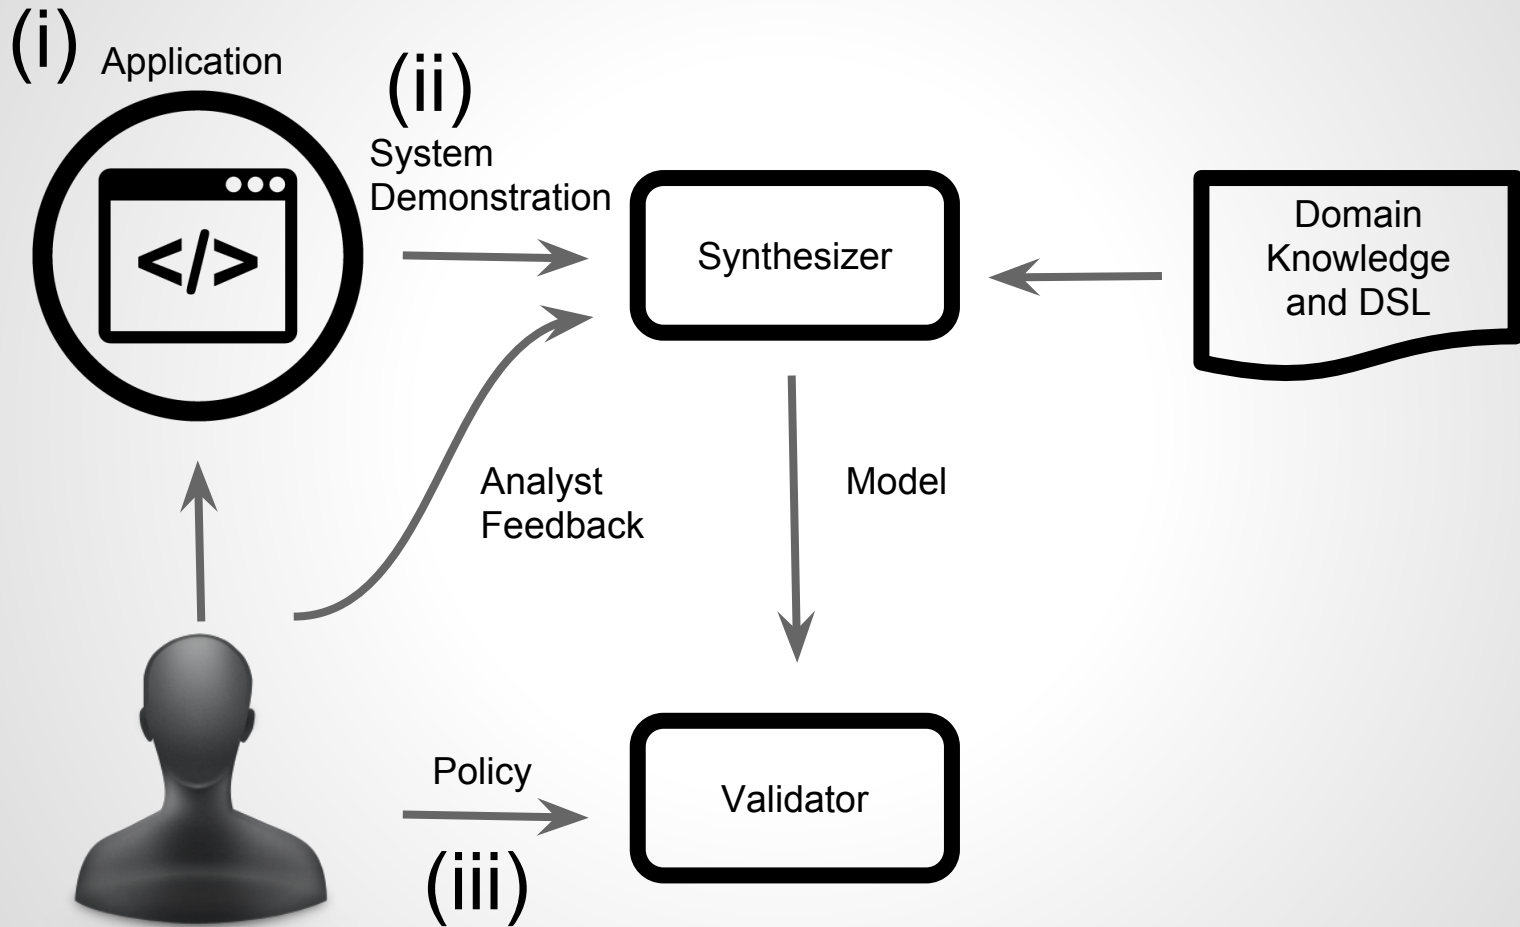 (i)
Application
(ii)
System
Demonstration
</>
Synthesizer
Domain
Knowledge
and DSL
Analyst
Feedback
Model
Policy
(iii)
Validator